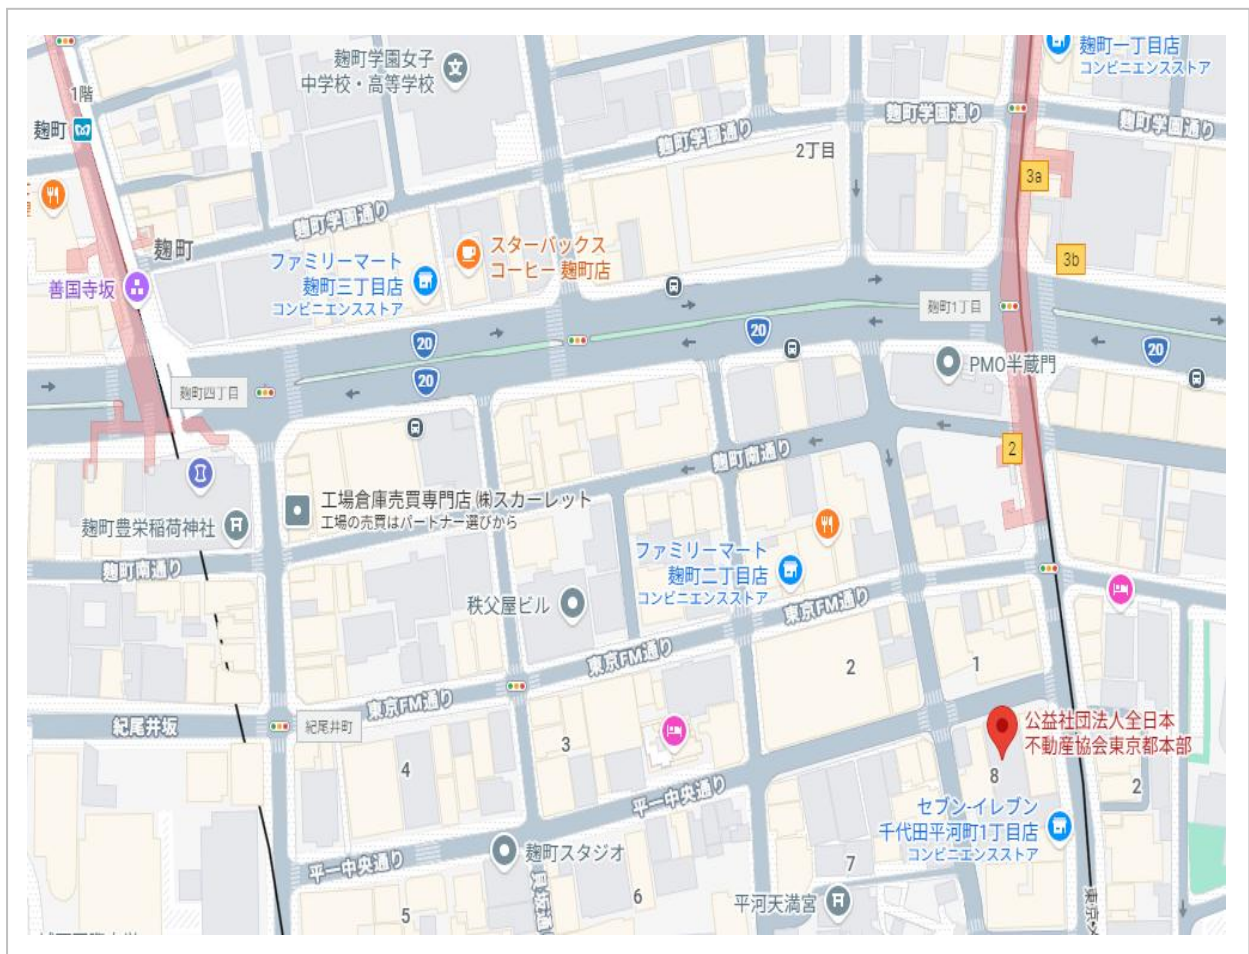 麹町一丁目店
コンビニエンスストア
麹町学園女子
中学校・高等学校
1階
麹町
麹町学園通り
麹町学園通り
麹町学園通り
2丁目
3a
麹町学園通り
麹町
スターバックス
コーヒー 麹町店
ファミリーマート
麹町三丁目店
コンビニエンスストア
3b
善国寺坂
麹町1丁目
20
20
20
20
PMO半蔵門
麹町四丁目
2
麹町南通り
工場倉庫売買専門店 ㈱スカーレット
工場の売買はパートナー選びから
麹町豊栄稲荷神社
ファミリーマート
麹町二丁目店
コンビニエンスストア
麹町南通り
秩父屋ビル
東京FM通り
東京FM通り
2
1
東京FM通り
紀尾井坂
紀尾井町
公益社団法人全日本
不動産協会東京都本部
3
4
8
2
平一中央通り
セブン-イレブン
千代田平河町1丁目店
コンビニエンスストア
麹町スタジオ
平一中央通り
7
6
平河天満宮
5